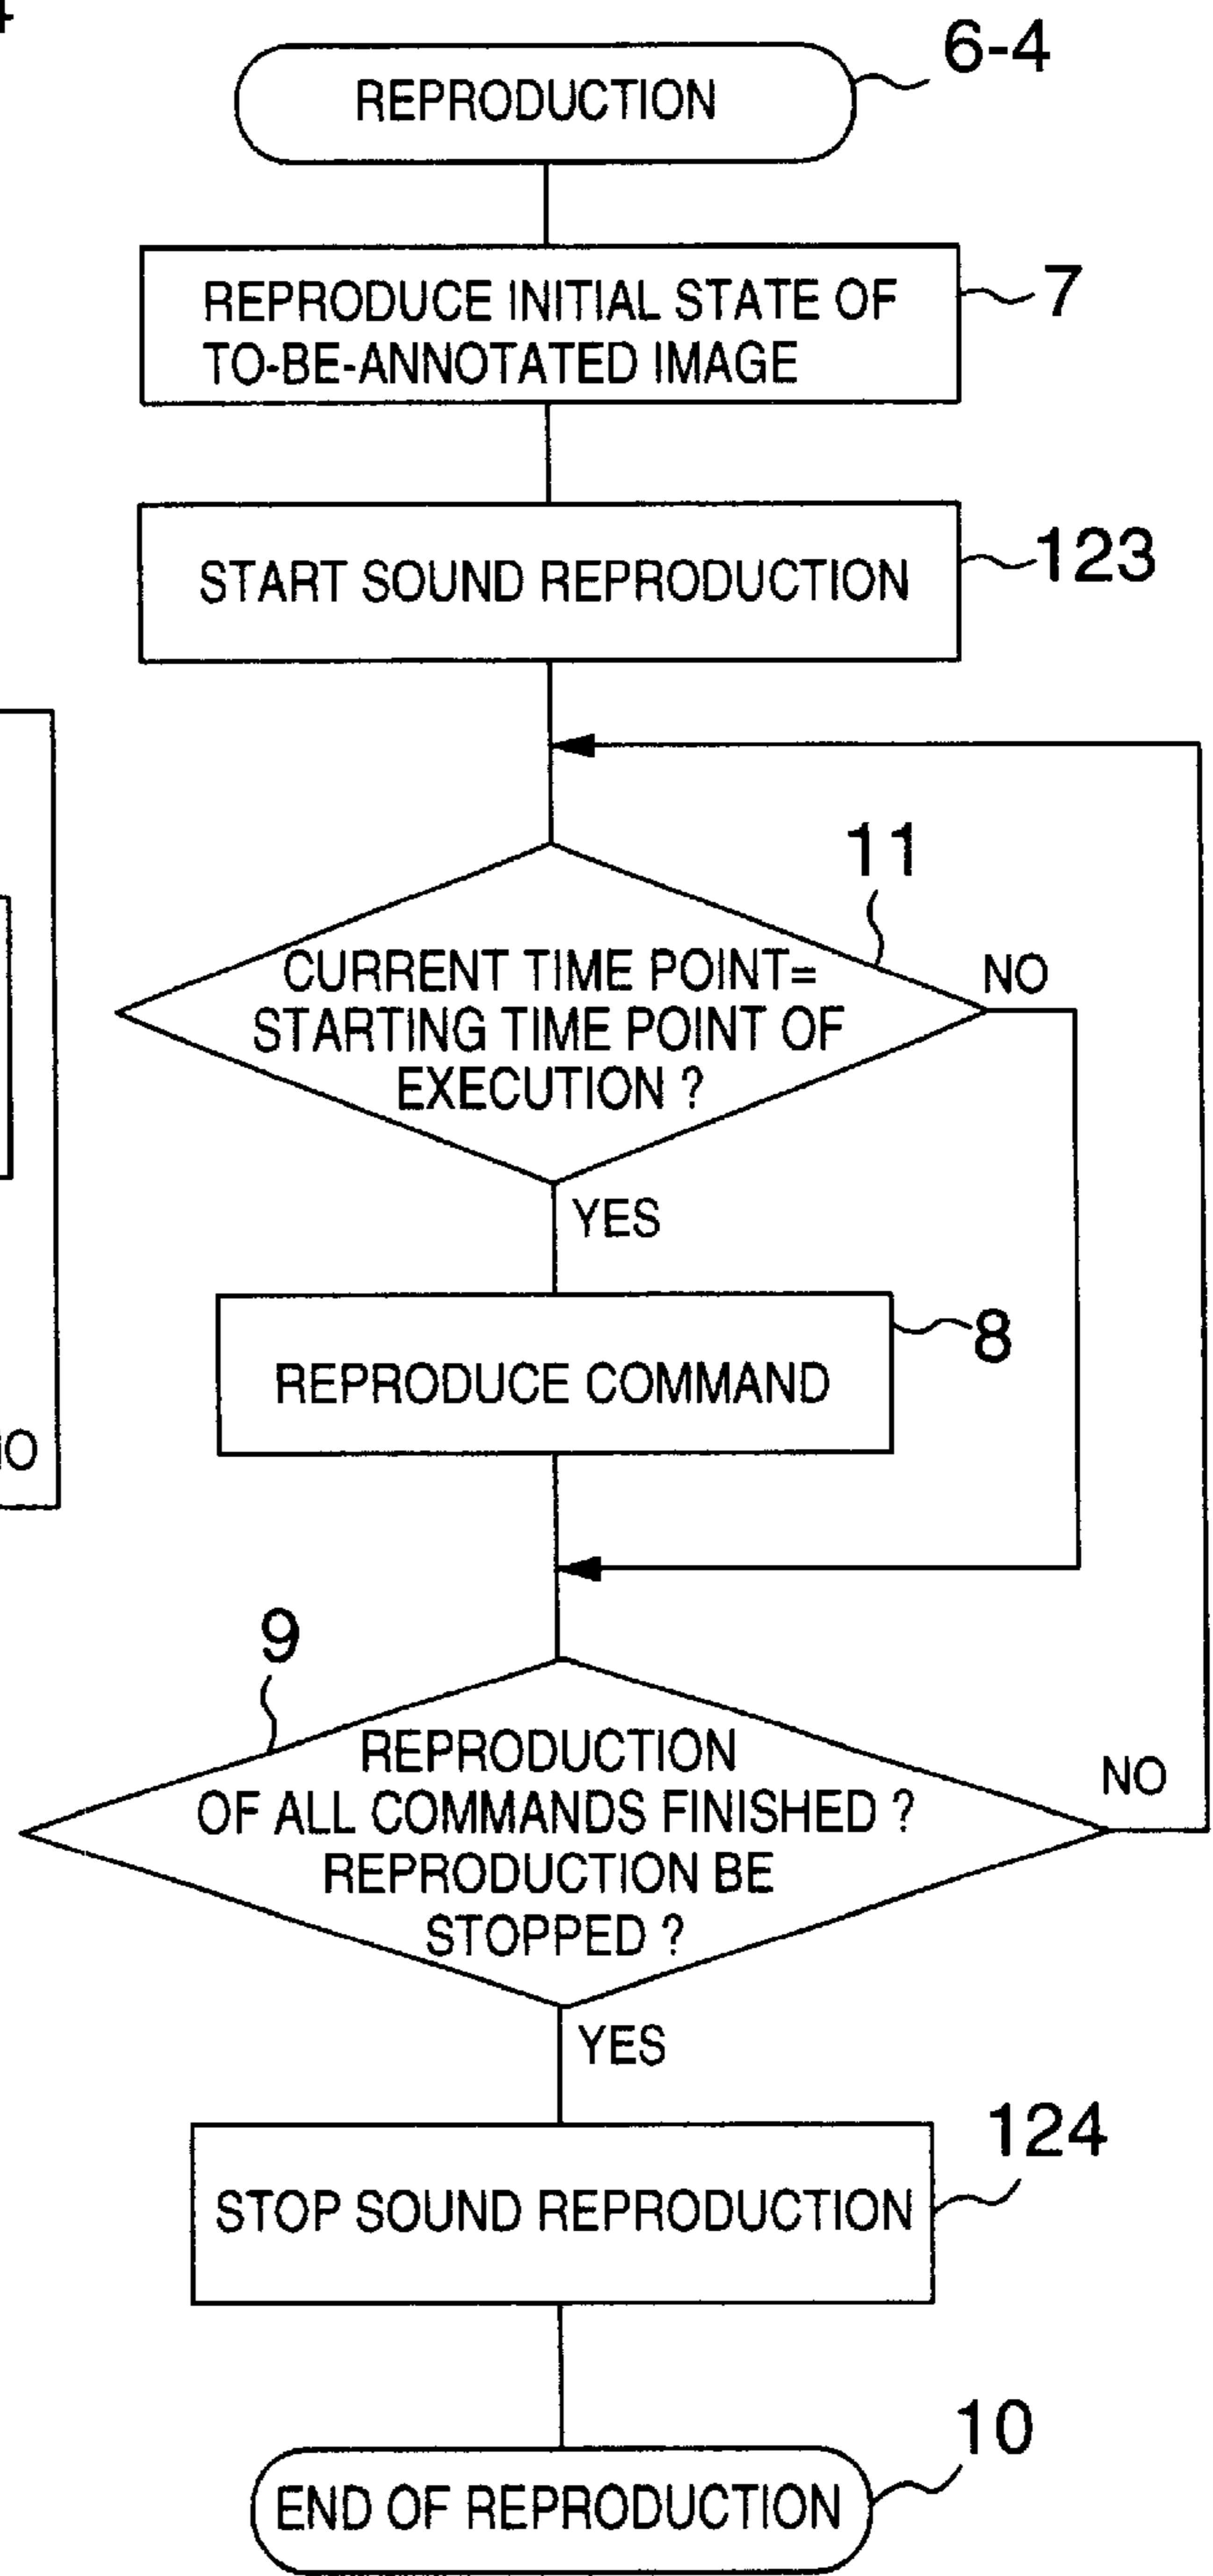 4
6-4
REPRODUCTION
REPRODUCE INITIAL STATE OF
TO-BE-ANNOTATED IMAGE
7
START SOUND REPRODUCTION
123
11
CURRENT TIME POINT=
STARTING TIME POINT OF
EXECUTION ?
NO
YES
REPRODUCE COMMAND
8
9
REPRODUCTION
OF ALL COMMANDS FINISHED ?
REPRODUCTION BE
STOPPED ?
NO
YES
STOP SOUND REPRODUCTION
124
END OF REPRODUCTION
10